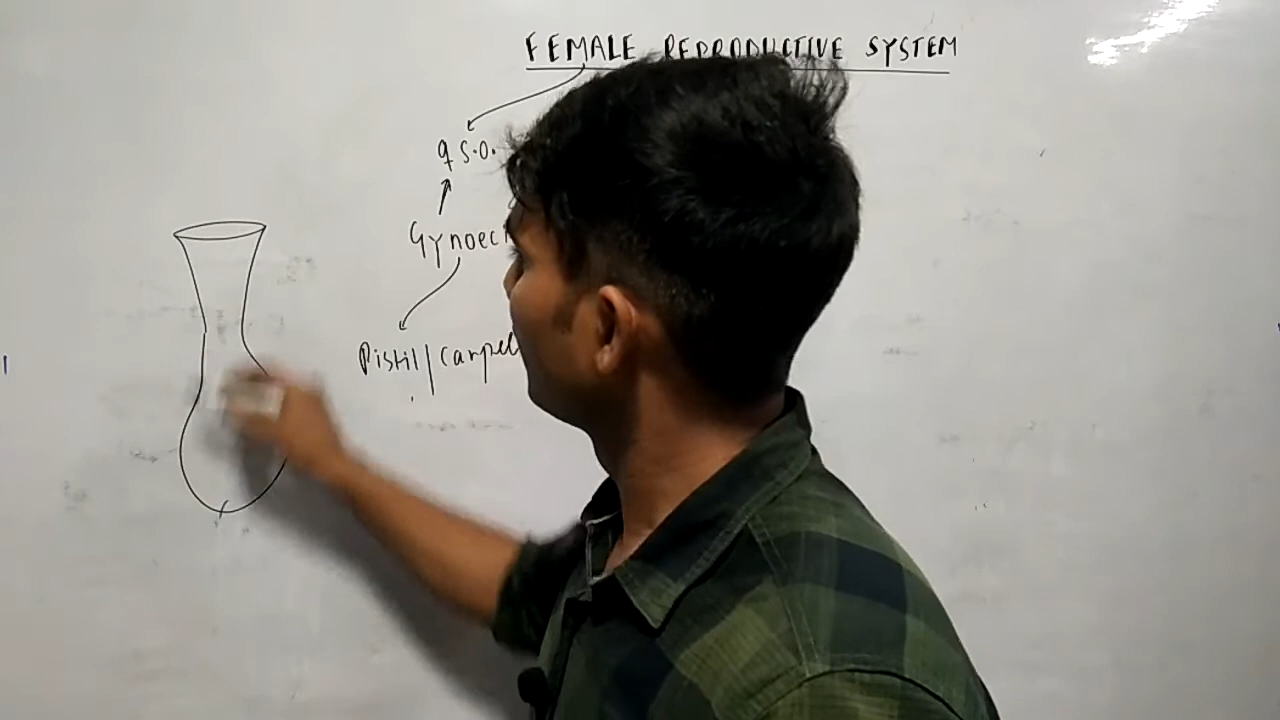 FEMALE REPRODUCTIVE SYSTEM
♀ S.O.
Gynoec
Pistil/Carpel